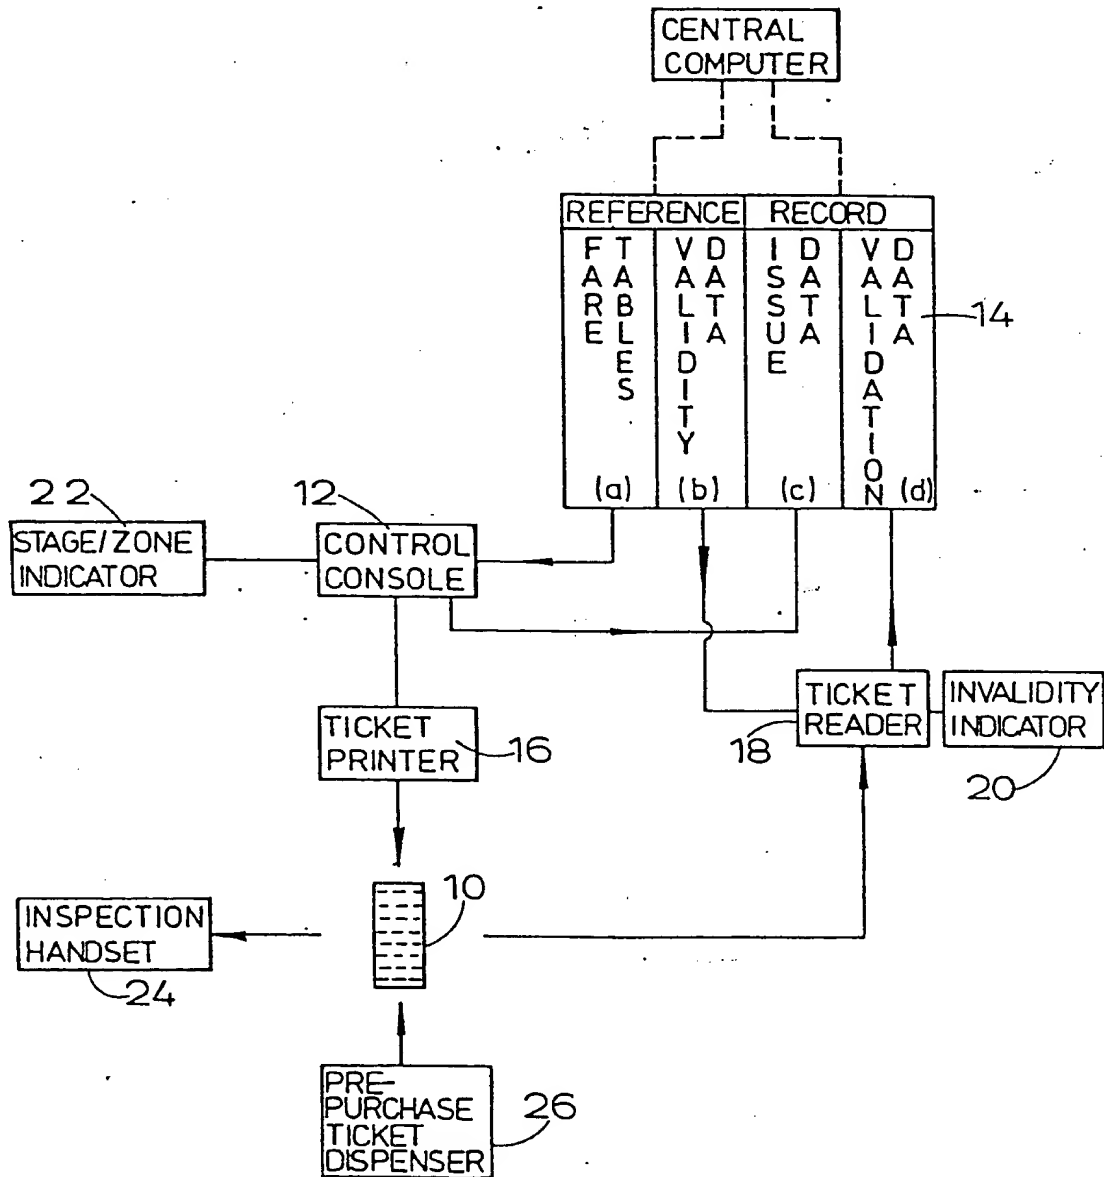 CENTRAL
COMPUTER
REFERENCE RECORD
FARE TABLES VALIDITY DATA ISSUE DATA VALIDATION DATA
14
(a) (b) (c) (d)
22
12
STAGE/ZONE
INDICATOR
CONTROL
CONSOLE
TICKET
READER
INVALIDITY
INDICATOR
18
20
TICKET
PRINTER
16
10
INSPECTION
HANDSET
24
PRE-
PURCHASE
TICKET
DISPENSER
26